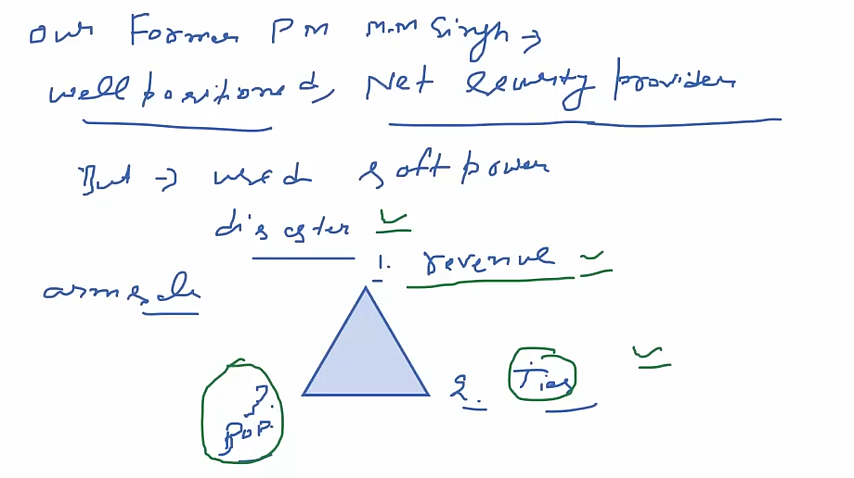 Our Former PM M.M Singh →
well positioned, Net Security provider
But → used soft power
disaster
1. revenue
arms
2. Ties
POP.